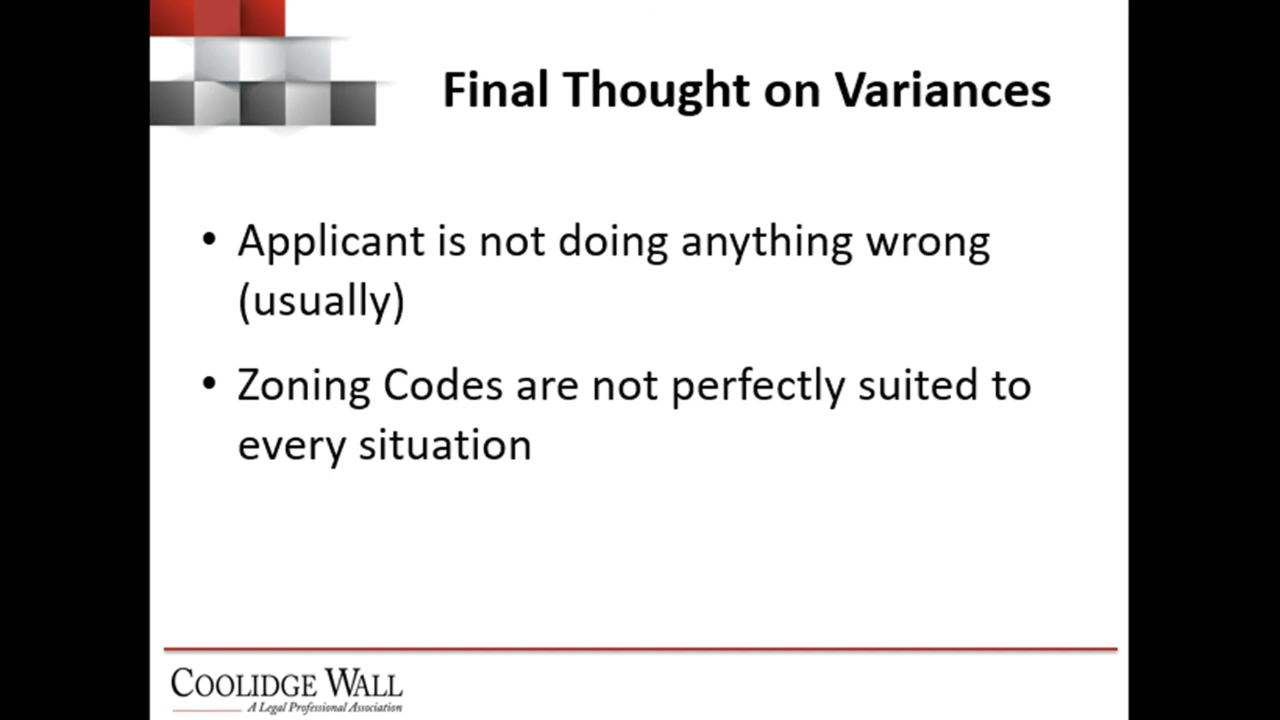 Final Thought on Variances
• Applicant is not doing anything wrong
(usually)
• Zoning Codes are not perfectly suited to
every situation
COOLIDGE WALL
A Legal Professional Association